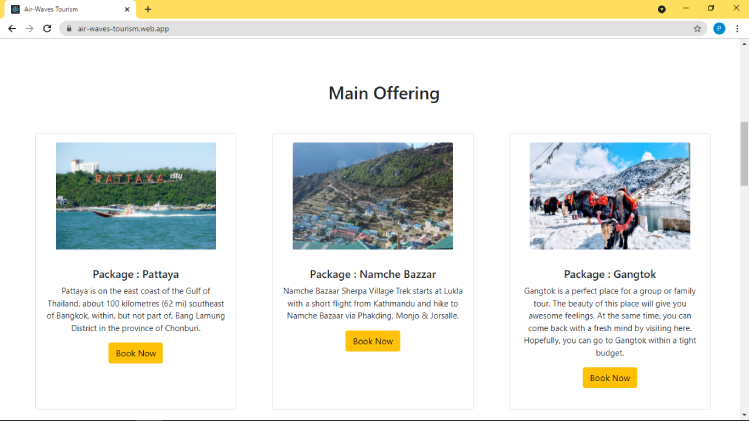 Air-Waves Tourism
air-waves-tourism.web.app
P
Main Offering
PATTAYA city
Package : Pattaya
Pattaya is on the east coast of the Gulf of
Thailand, about 100 kilometres (62 mi) southeast
of Bangkok, within, but not part of, Bang Lamung
District in the province of Chonburi.
Book Now
Package : Namche Bazzar
Namche Bazaar Sherpa Village Trek starts at Lukla
with a short flight from Kathmandu and hike to
Namche Bazaar via Phakding, Monjo & Jorsalle.
Book Now
Package : Gangtok
Gangtok is a perfect place for a group or family
tour. The beauty of this place will give you
awesome feelings. At the same time, you can
come back with a fresh mind by visiting here.
Hopefully, you can go to Gangtok within a tight
budget.
Book Now